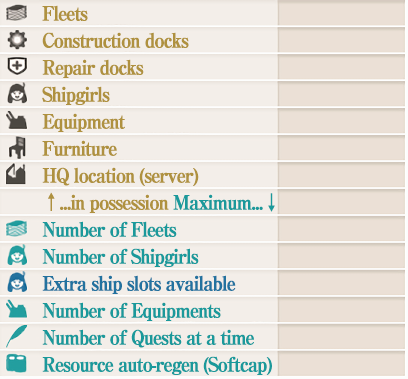 Fleets
Construction docks
Repair docks
Shipgirls
Equipment
Furniture
HQ location (server)
↑...in possession Maximum...↓
Number of Fleets
Number of Shipgirls
Extra ship slots available
Number of Equipments
Number of Quests at a time
Resource auto-regen (Softcap)